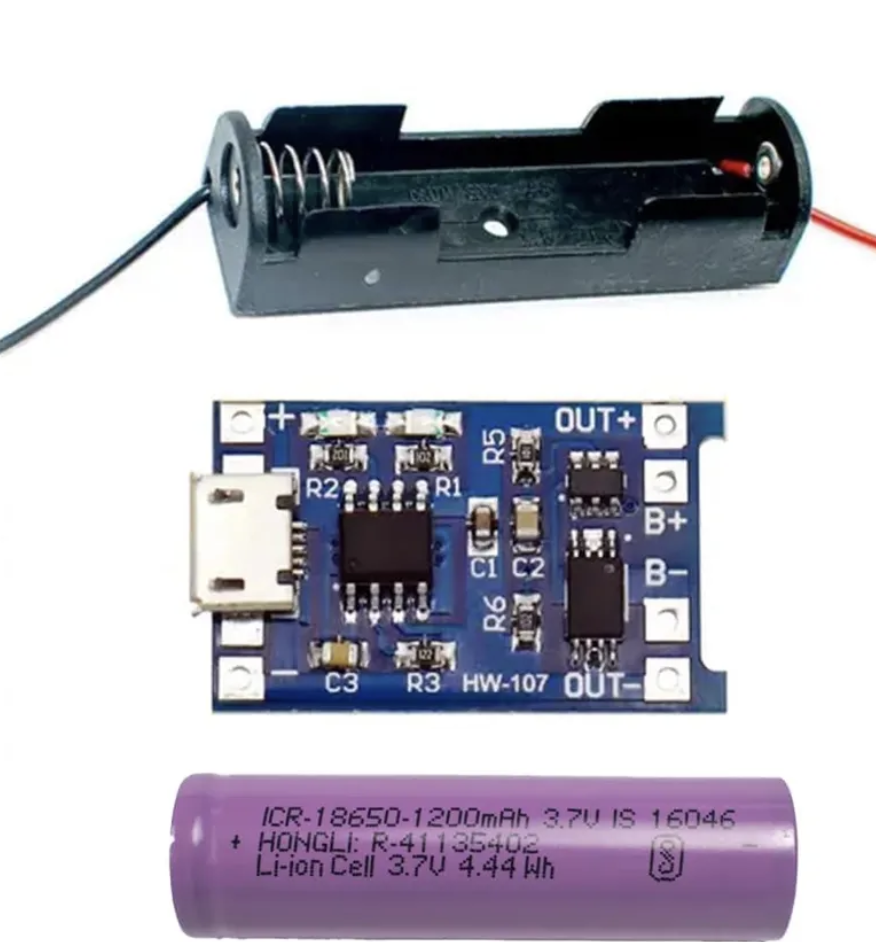 + OUT+
R5
R2 R1
B+
C1 C2
B-
R6
C3 R3 HW-107 OUT-
-
ICR-18650-1200mAh 3.7V IS 16046
+ HONGLI: R-41135402 -
Li-ion Cell 3.7V 4.44 Wh